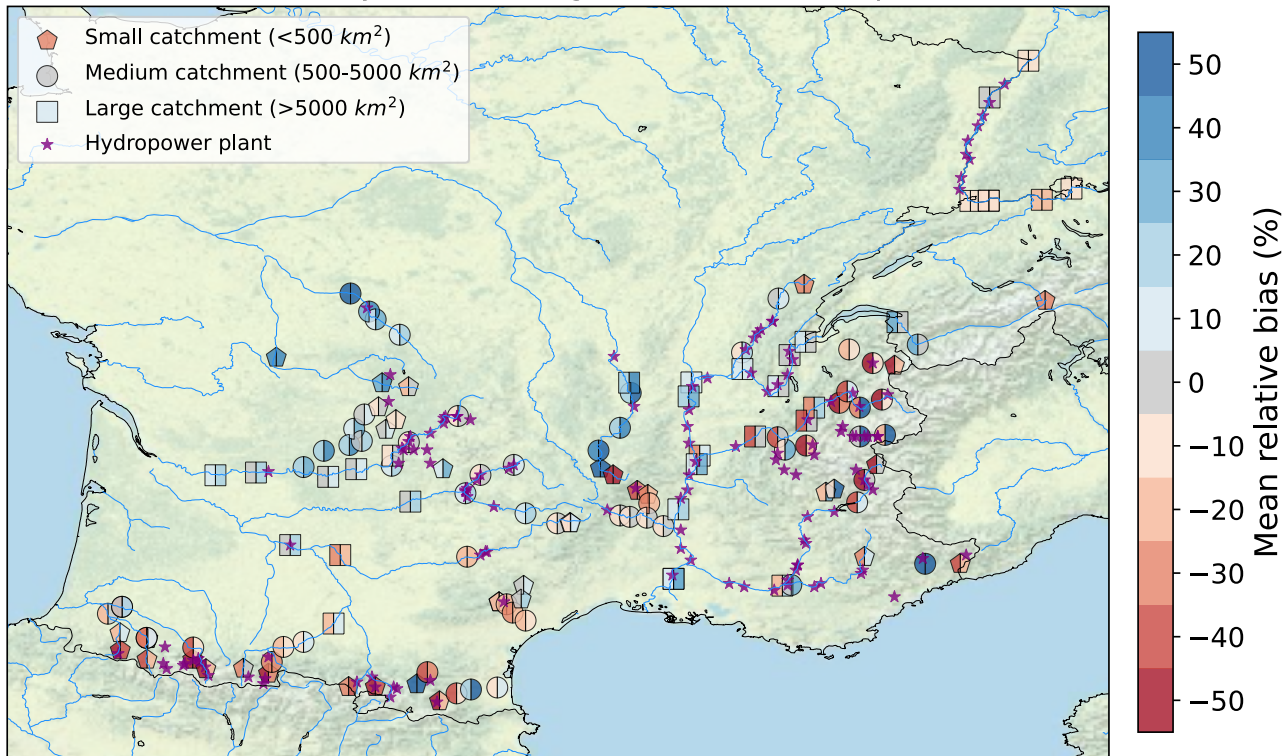 Small catchment (<500 km²)
Medium catchment (500-5000 km²)
Large catchment (>5000 km²)
Hydropower plant
50
40
30
20
10
0
−10
−20
−30
−40
−50
Mean relative bias (%)